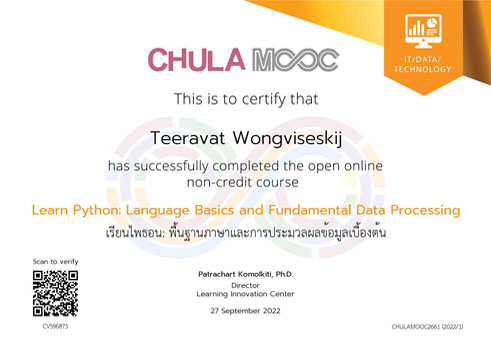 IT/DATA/
TECHNOLOGY
CHULA MOOC
This is to certify that
Teeravat Wongviseskij
has successfully completed the open online
non-credit course
Learn Python: Language Basics and Fundamental Data Processing
เรียนไพธอน: พื้นฐานภาษาและการประมวลผลข้อมูลเบื้องต้น
Scan to verify
CV596873
Patrachart Komolkiti, Ph.D.
Director
Learning Innovation Center
27 September 2022
CHULAMOOC2661 (2022/1)